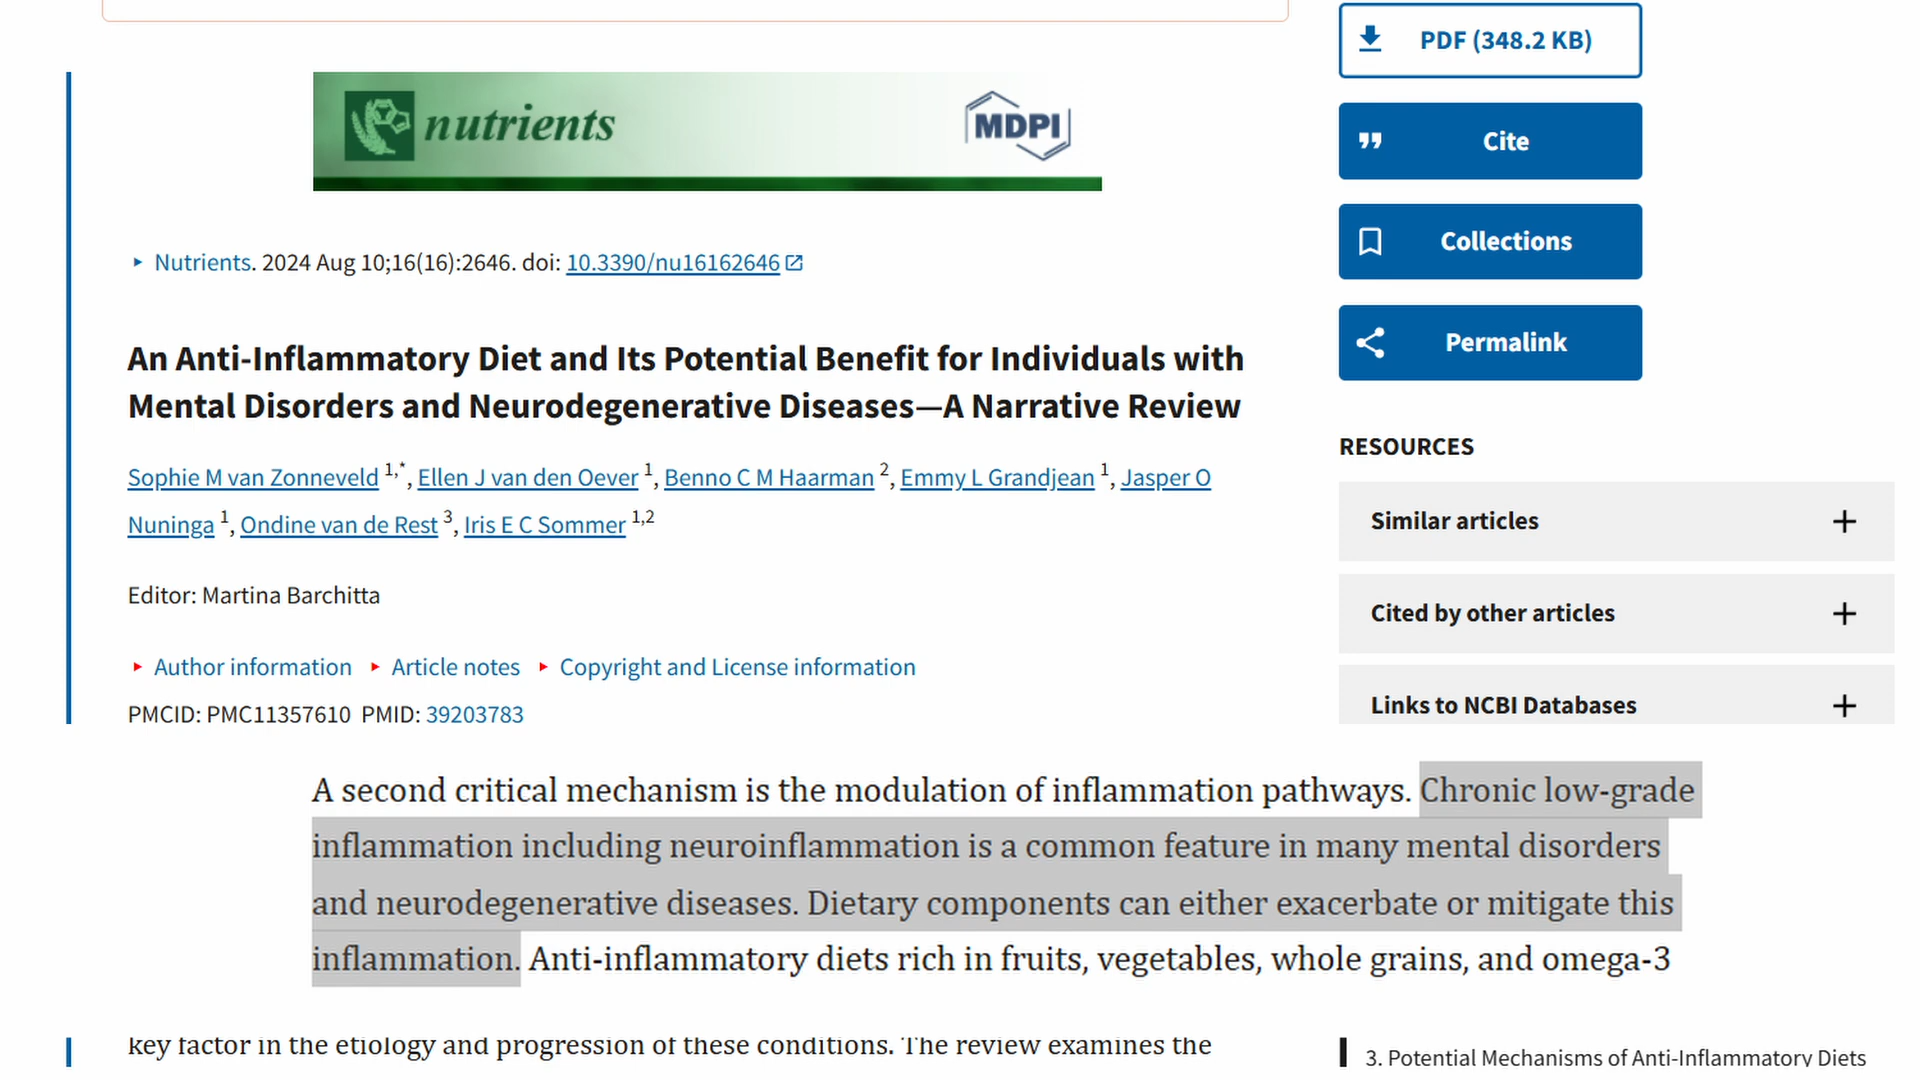 PDF (348.2 KB)
nutrients
MDPI
Cite
Nutrients. 2024 Aug 10;16(16):2646. doi: 10.3390/nu16162646
Collections
An Anti-Inflammatory Diet and Its Potential Benefit for Individuals with
Mental Disorders and Neurodegenerative Diseases—A Narrative Review
Permalink
Sophie M van Zonneveld 1,*, Ellen J van den Oever 1, Benno C M Haarman 2, Emmy L Grandjean 1, Jasper O
Nuninga 1, Ondine van de Rest 3, Iris E C Sommer 1,2
RESOURCES
Similar articles
Editor: Martina Barchitta
Cited by other articles
Author information Article notes Copyright and License information
PMCID: PMC11357610 PMID: 39203783
Links to NCBI Databases
A second critical mechanism is the modulation of inflammation pathways. Chronic low-grade
inflammation including neuroinflammation is a common feature in many mental disorders
and neurodegenerative diseases. Dietary components can either exacerbate or mitigate this
inflammation. Anti-inflammatory diets rich in fruits, vegetables, whole grains, and omega-3
key factor in the etiology and progression of these conditions. The review examines the
3. Potential Mechanisms of Anti-Inflammatory Diets